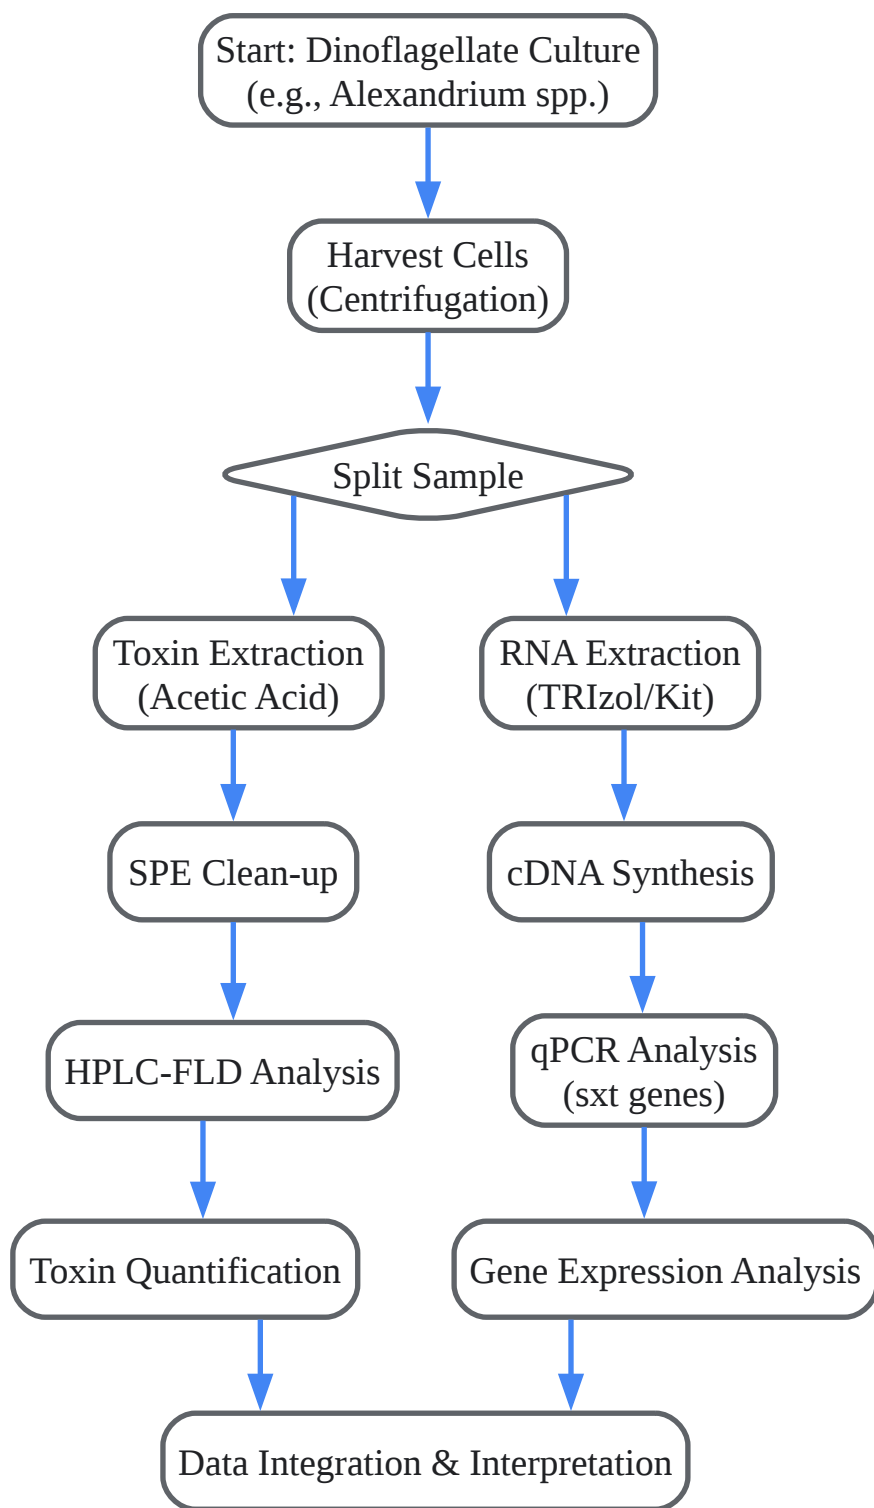 Start: Dinoflagellate Culture
(e.g., Alexandrium spp.)
Harvest Cells
(Centrifugation)
Split Sample
Toxin Extraction
(Acetic Acid)
RNA Extraction
(TRIzol/Kit)
SPE Clean-up
cDNA Synthesis
HPLC-FLD Analysis
qPCR Analysis
(sxt genes)
Toxin Quantification
Gene Expression Analysis
Data Integration & Interpretation